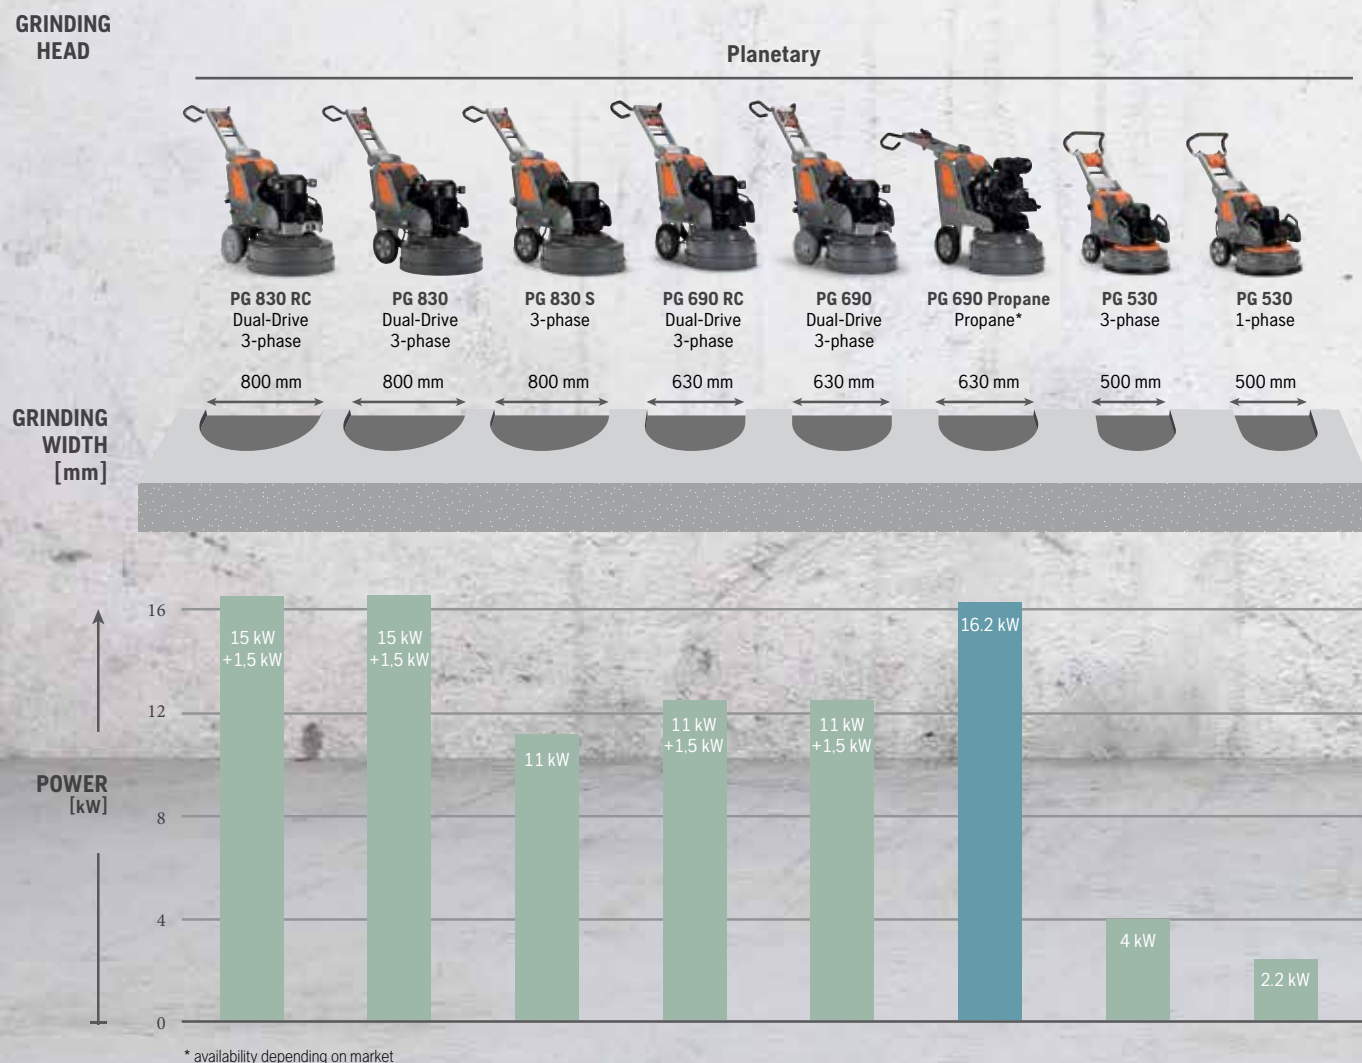 GRINDING
HEAD
Planetary
PG 830 RC
Dual-Drive
3-phase
PG 830
Dual-Drive
3-phase
PG 830 S
3-phase
PG 690 RC
Dual-Drive
3-phase
PG 690
Dual-Drive
3-phase
PG 690 Propane
Propane*
PG 530
3-phase
PG 530
1-phase
GRINDING
WIDTH
[mm]
800 mm
800 mm
800 mm
630 mm
630 mm
630 mm
500 mm
500 mm
POWER
[kW]
16
12
8
4
0
15 kW
+1,5 kW
15 kW
+1,5 kW
11 kW
11 kW
+1,5 kW
11 kW
+1,5 kW
16.2 kW
4 kW
2.2 kW
* availability depending on market